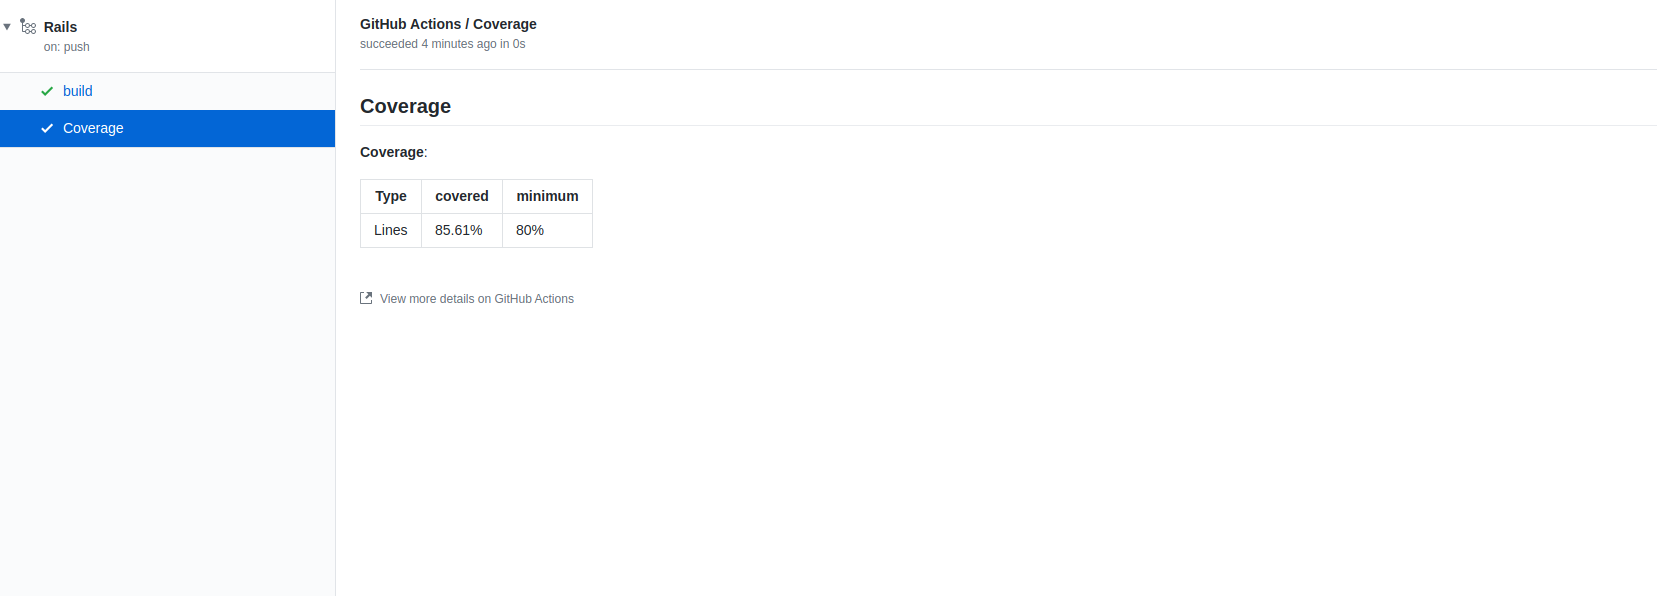 Rails
on: push
build
Coverage
GitHub Actions / Coverage
succeeded 4 minutes ago in 0s
Coverage
Coverage:
Type covered minimum
Lines 85.61% 80%
View more details on GitHub Actions